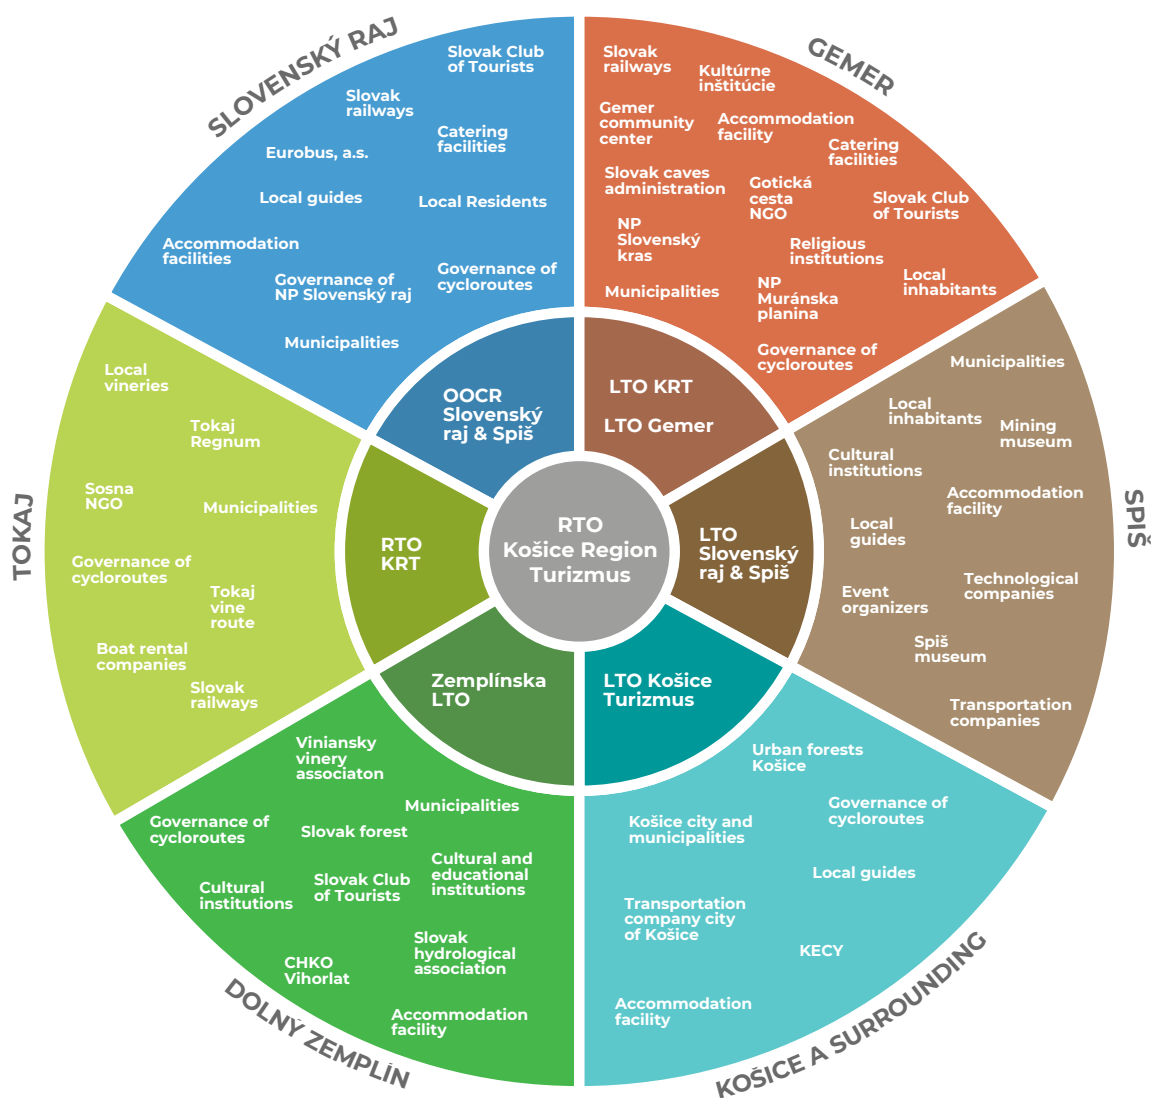 SLOVENSKÝ RAJ
Slovak Club
of Tourists
Slovak
railways
Catering
facilities
Eurobus, a.s.
Local guides
Local Residents
Accommodation
facilities
Governance of
NP Slovenský raj
Governance of
cycloroutes
Municipalities
OOCR
Slovenský
raj & Spiš
GEMER
Slovak
railways
Kultúrne
inštitúcie
Gemer
community
center
Accommodation
facility
Catering
facilities
Slovak caves
administration
Gotická
cesta
NGO
Slovak Club
of Tourists
NP
Slovenský
kras
Religious
institutions
Local
inhabitants
Municipalities
NP
Muránska
planina
Governance of
cycloroutes
LTO KRT
LTO Gemer
SPIŠ
Municipalities
Local
inhabitants
Mining
museum
Cultural
institutions
Accommodation
facility
Local
guides
Technological
companies
Event
organizers
Spiš
museum
Transportation
companies
LTO
Slovenský
raj & Spiš
RTO
Košice Region
Turizmus
TOKAJ
Local
vineries
Tokaj
Regnum
Sosna
NGO
Municipalities
Governance of
cycloroutes
Tokaj
vine
route
Boat rental
companies
Slovak
railways
RTO
KRT
Zemplínska
LTO
LTO Košice
Turizmus
DOLNÝ ZEMPLÍN
Viniansky
vinery
associaton
Municipalities
Governance of
cycloroutes
Slovak forest
Cultural and
educational
institutions
Cultural
institutions
Slovak Club
of Tourists
Slovak
hydrological
association
CHKO
Vihorlat
Accommodation
facility
KOŠICE A SURROUNDING
Urban forests
Košice
Governance of
cycloroutes
Košice city and
municipalities
Local guides
Transportation
company city
of Košice
KECY
Accommodation
facility